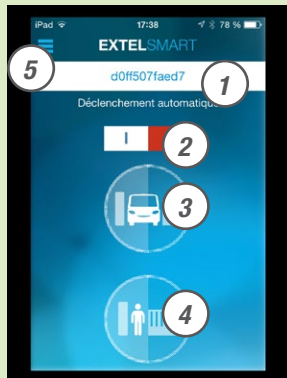 iPad 17:38 78 %
EXTELSMART
5
d0ff507faed7
1
Déclenchement automatique
I
2
3
4